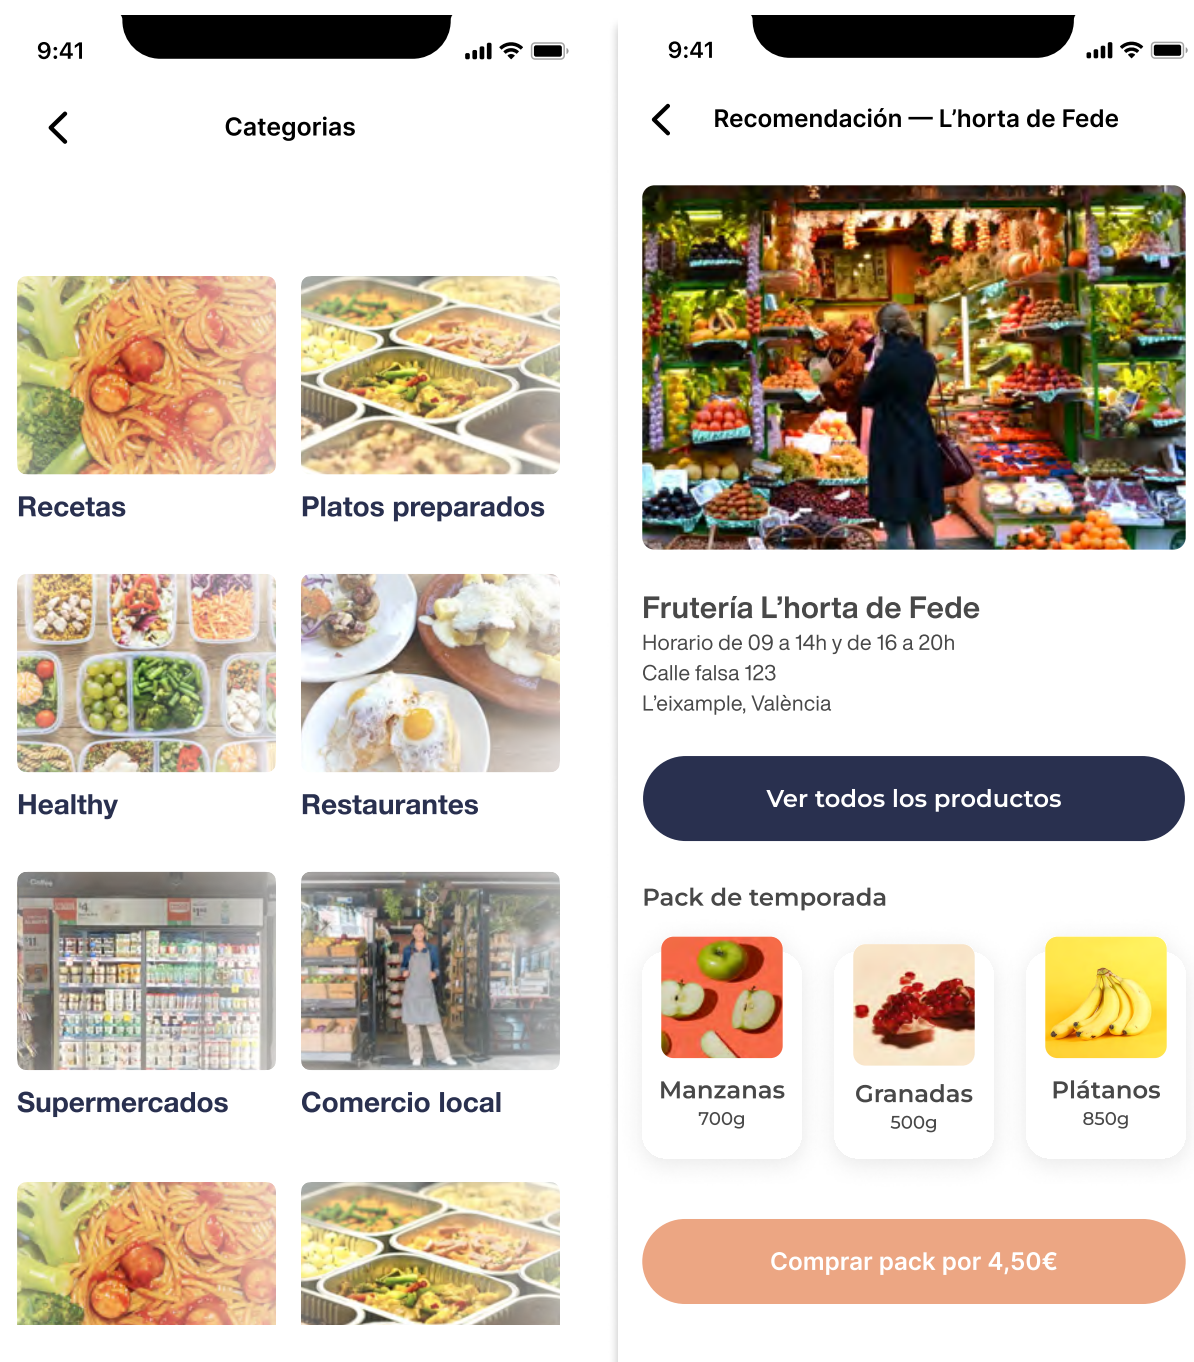 9:41
Categorias
Recetas
Platos preparados
Healthy
Restaurantes
Supermercados
Comercio local
9:41
Recomendación — L’horta de Fede
Frutería L’horta de Fede
Horario de 09 a 14h y de 16 a 20h
Calle falsa 123
L’eixample, València
Ver todos los productos
Pack de temporada
Manzanas
700g
Granadas
500g
Plátanos
850g
Comprar pack por 4,50€